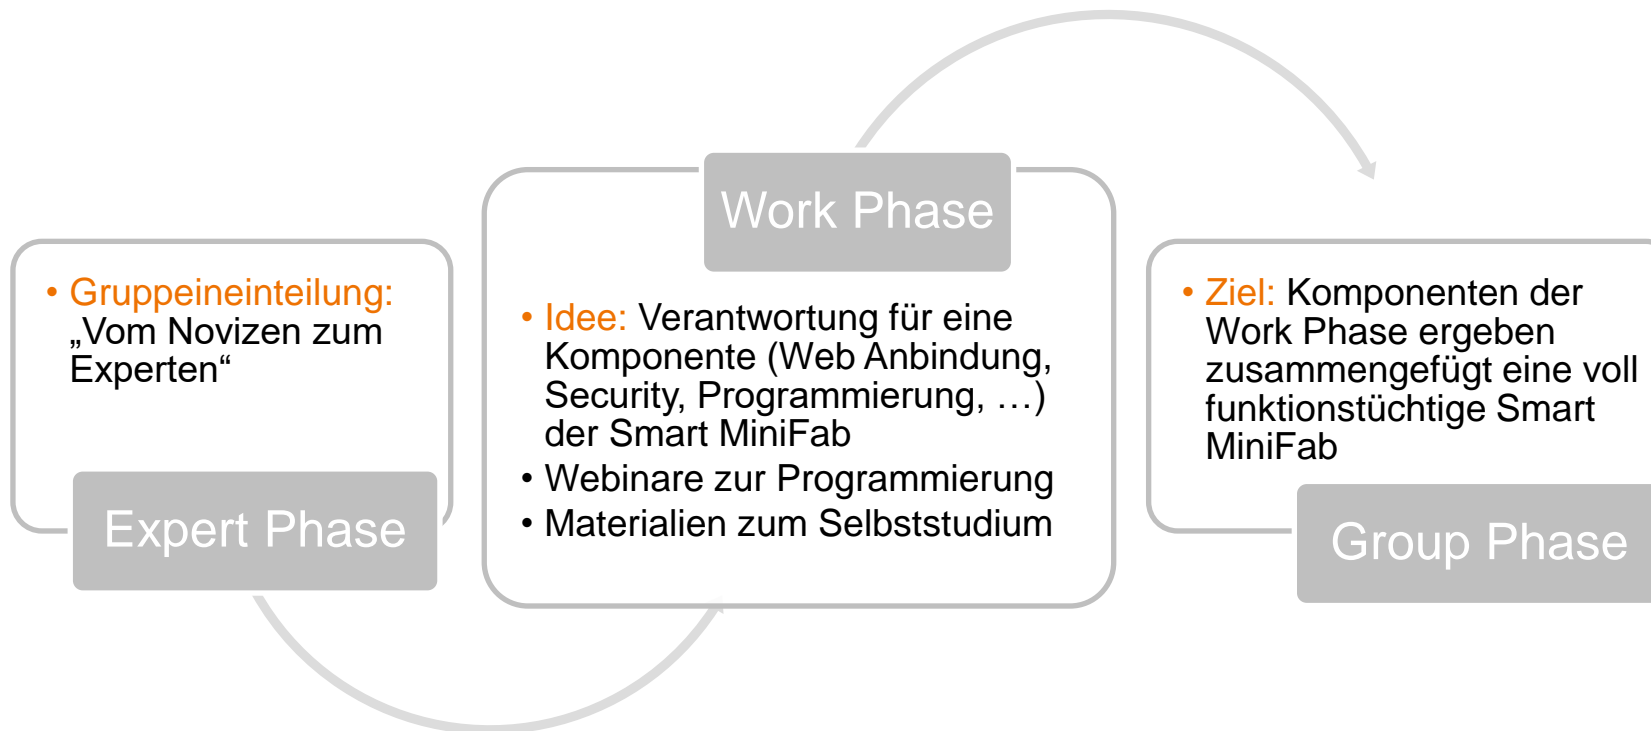 • Gruppeineinteilung:
„Vom Novizen zum
Experten“
Expert Phase
Work Phase
• Idee: Verantwortung für eine
Komponente (Web Anbindung,
Security, Programmierung, …)
der Smart MiniFab
• Webinare zur Programmierung
• Materialien zum Selbststudium
• Ziel: Komponenten der
Work Phase ergeben
zusammengefügt eine voll
funktionstüchtige Smart
MiniFab
Group Phase